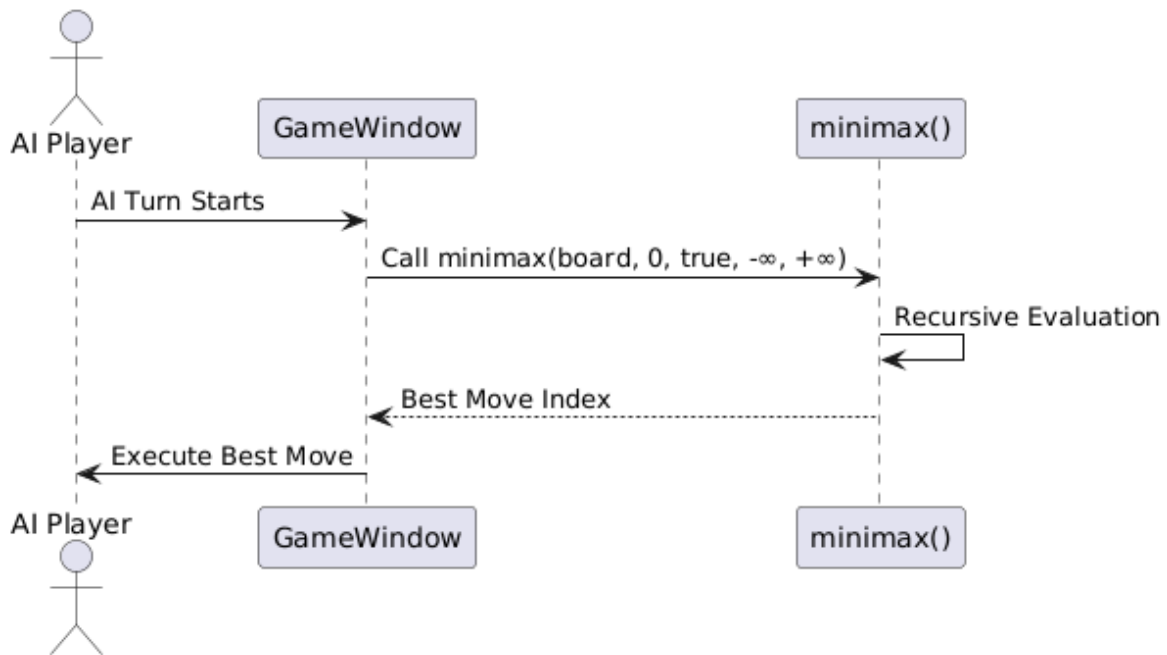 AI Player
GameWindow
minimax()
AI Turn Starts
Call minimax(board, 0, true, -∞, +∞)
Recursive Evaluation
Best Move Index
Execute Best Move
AI Player
GameWindow
minimax()